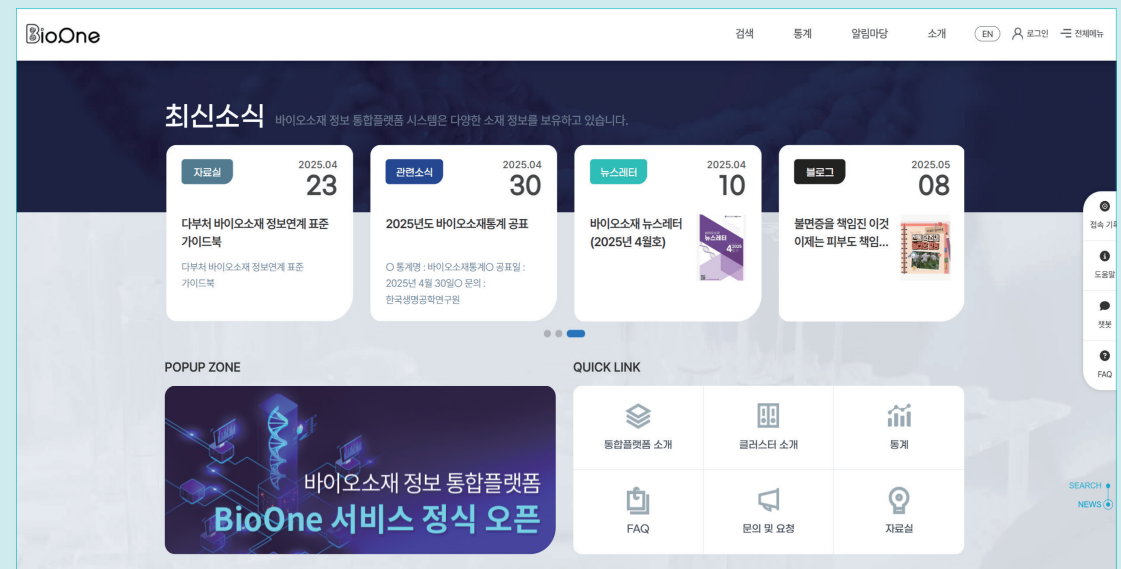 BioOne
검색 통계 알림마당 소개 EN 로그인 전체메뉴
최신소식 바이오소재 정보 통합플랫폼 시스템은 다양한 소재 정보를 보유하고 있습니다.
자료실 2025.04
23
다부처 바이오소재 정보연계 표준
가이드북
다부처 바이오소재 정보연계 표준
가이드북
관련소식 2025.04
30
2025년도 바이오소재통계 공표
O 통계명 : 바이오소재통계O 공표일 :
2025년 4월 30일O 문의 :
한국생명공학연구원
뉴스레터 2025.04
10
바이오소재 뉴스레터
(2025년 4월호)
뉴스레터
4 2025
블로그 2025.05
08
불면증을 책임진 이것
이제는 피부도 책임...
접속 기록
도움말
챗봇
FAQ
POPUP ZONE
바이오소재 정보 통합플랫폼
BioOne 서비스 정식 오픈
QUICK LINK
통합플랫폼 소개 클러스터 소개 통계
FAQ 문의 및 요청 자료실
SEARCH
NEWS